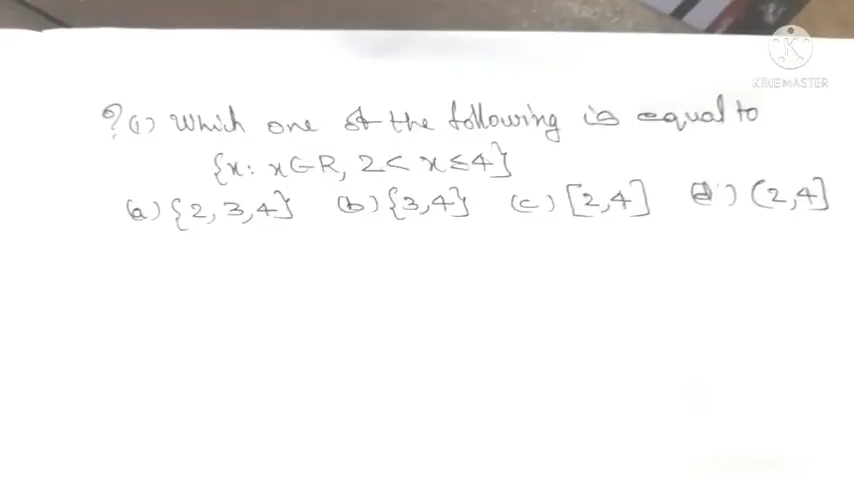 KINEMASTER
?(1) Which one of the following is equal to
{x: x∈R, 2 < x ≤ 4}
(a) {2, 3, 4} (b) {3, 4} (c) [2, 4] d) (2, 4]